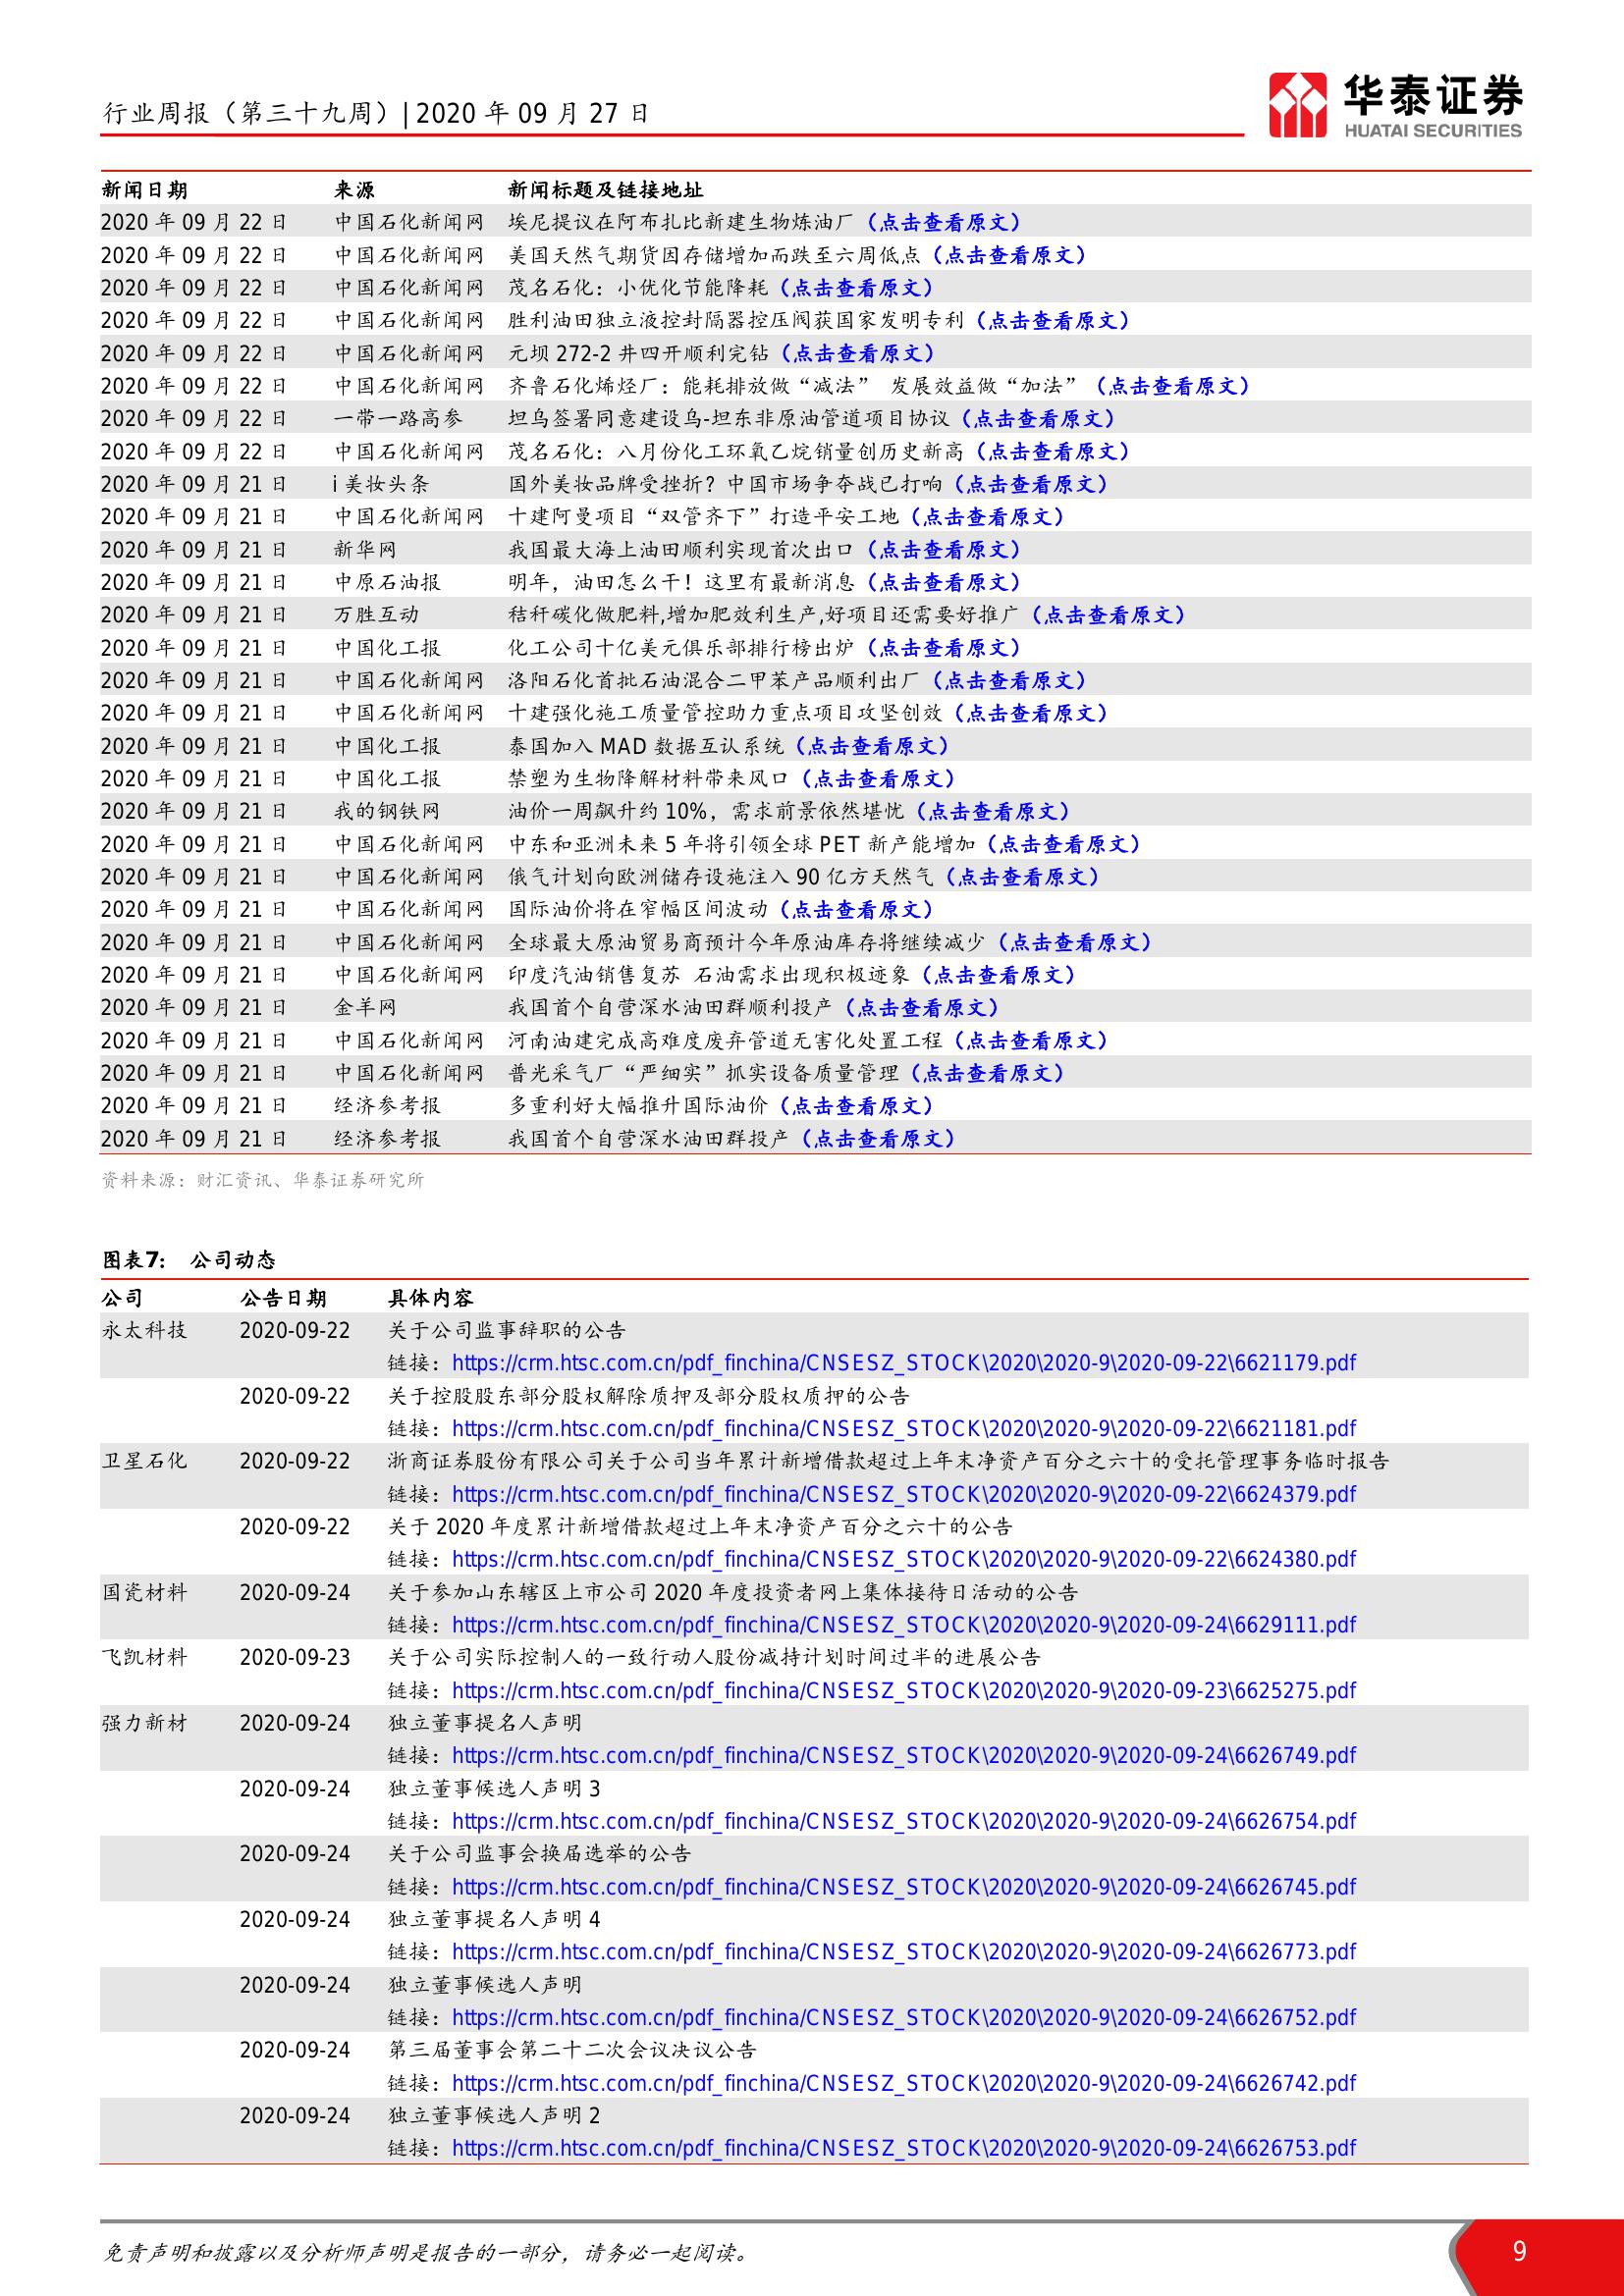 行业周报（第三十九周）| 2020 年 09 月 27 日
华泰证券
HUATAI SECURITIES
新闻日期 来源 新闻标题及链接地址
2020 年 09 月 22 日 中国石化新闻网 埃尼提议在阿布扎比新建生物炼油厂（点击查看原文）
2020 年 09 月 22 日 中国石化新闻网 美国天然气期货因存储增加而跌至六周低点（点击查看原文）
2020 年 09 月 22 日 中国石化新闻网 茂名石化：小优化节能降耗（点击查看原文）
2020 年 09 月 22 日 中国石化新闻网 胜利油田独立液控封隔器控压阀获国家发明专利（点击查看原文）
2020 年 09 月 22 日 中国石化新闻网 元坝 272-2 井四开顺利完钻（点击查看原文）
2020 年 09 月 22 日 中国石化新闻网 齐鲁石化烯烃厂：能耗排放做“减法” 发展效益做“加法”（点击查看原文）
2020 年 09 月 22 日 一带一路高参 坦乌签署同意建设乌-坦东非原油管道项目协议（点击查看原文）
2020 年 09 月 22 日 中国石化新闻网 茂名石化：八月份化工环氧乙烷销量创历史新高（点击查看原文）
2020 年 09 月 21 日 i 美妆头条 国外美妆品牌受挫折？中国市场争夺战已打响（点击查看原文）
2020 年 09 月 21 日 中国石化新闻网 十建阿曼项目“双管齐下”打造平安工地（点击查看原文）
2020 年 09 月 21 日 新华网 我国最大海上油田顺利实现首次出口（点击查看原文）
2020 年 09 月 21 日 中原石油报 明年，油田怎么干！这里有最新消息（点击查看原文）
2020 年 09 月 21 日 万胜互动 秸秆碳化做肥料,增加肥效利生产,好项目还需要好推广（点击查看原文）
2020 年 09 月 21 日 中国化工报 化工公司十亿美元俱乐部排行榜出炉（点击查看原文）
2020 年 09 月 21 日 中国石化新闻网 洛阳石化首批石油混合二甲苯产品顺利出厂（点击查看原文）
2020 年 09 月 21 日 中国石化新闻网 十建强化施工质量管控助力重点项目攻坚创效（点击查看原文）
2020 年 09 月 21 日 中国化工报 泰国加入 MAD 数据互认系统（点击查看原文）
2020 年 09 月 21 日 中国化工报 禁塑为生物降解材料带来风口（点击查看原文）
2020 年 09 月 21 日 我的钢铁网 油价一周飙升约 10%，需求前景依然堪忧（点击查看原文）
2020 年 09 月 21 日 中国石化新闻网 中东和亚洲未来 5 年将引领全球 PET 新产能增加（点击查看原文）
2020 年 09 月 21 日 中国石化新闻网 俄气计划向欧洲储存设施注入 90 亿方天然气（点击查看原文）
2020 年 09 月 21 日 中国石化新闻网 国际油价将在窄幅区间波动（点击查看原文）
2020 年 09 月 21 日 中国石化新闻网 全球最大原油贸易商预计今年原油库存将继续减少（点击查看原文）
2020 年 09 月 21 日 中国石化新闻网 印度汽油销售复苏 石油需求出现积极迹象（点击查看原文）
2020 年 09 月 21 日 金羊网 我国首个自营深水油田群顺利投产（点击查看原文）
2020 年 09 月 21 日 中国石化新闻网 河南油建完成高难度废弃管道无害化处置工程（点击查看原文）
2020 年 09 月 21 日 中国石化新闻网 普光采气厂“严细实”抓实设备质量管理（点击查看原文）
2020 年 09 月 21 日 经济参考报 多重利好大幅推升国际油价（点击查看原文）
2020 年 09 月 21 日 经济参考报 我国首个自营深水油田群投产（点击查看原文）
资料来源：财汇资讯、华泰证券研究所
图表7： 公司动态
公司 公告日期 具体内容
永太科技 2020-09-22 关于公司监事辞职的公告
链接：https://crm.htsc.com.cn/pdf_finchina/CNSESZ_STOCK\2020\2020-9\2020-09-22\6621179.pdf
2020-09-22 关于控股股东部分股权解除质押及部分股权质押的公告
链接：https://crm.htsc.com.cn/pdf_finchina/CNSESZ_STOCK\2020\2020-9\2020-09-22\6621181.pdf
卫星石化 2020-09-22 浙商证券股份有限公司关于公司当年累计新增借款超过上年末净资产百分之六十的受托管理事务临时报告
链接：https://crm.htsc.com.cn/pdf_finchina/CNSESZ_STOCK\2020\2020-9\2020-09-22\6624379.pdf
2020-09-22 关于 2020 年度累计新增借款超过上年末净资产百分之六十的公告
链接：https://crm.htsc.com.cn/pdf_finchina/CNSESZ_STOCK\2020\2020-9\2020-09-22\6624380.pdf
国瓷材料 2020-09-24 关于参加山东辖区上市公司 2020 年度投资者网上集体接待日活动的公告
链接：https://crm.htsc.com.cn/pdf_finchina/CNSESZ_STOCK\2020\2020-9\2020-09-24\6629111.pdf
飞凯材料 2020-09-23 关于公司实际控制人的一致行动人股份减持计划时间过半的进展公告
链接：https://crm.htsc.com.cn/pdf_finchina/CNSESZ_STOCK\2020\2020-9\2020-09-23\6625275.pdf
强力新材 2020-09-24 独立董事提名人声明
链接：https://crm.htsc.com.cn/pdf_finchina/CNSESZ_STOCK\2020\2020-9\2020-09-24\6626749.pdf
2020-09-24 独立董事候选人声明 3
链接：https://crm.htsc.com.cn/pdf_finchina/CNSESZ_STOCK\2020\2020-9\2020-09-24\6626754.pdf
2020-09-24 关于公司监事会换届选举的公告
链接：https://crm.htsc.com.cn/pdf_finchina/CNSESZ_STOCK\2020\2020-9\2020-09-24\6626745.pdf
2020-09-24 独立董事提名人声明 4
链接：https://crm.htsc.com.cn/pdf_finchina/CNSESZ_STOCK\2020\2020-9\2020-09-24\6626773.pdf
2020-09-24 独立董事候选人声明
链接：https://crm.htsc.com.cn/pdf_finchina/CNSESZ_STOCK\2020\2020-9\2020-09-24\6626752.pdf
2020-09-24 第三届董事会第二十二次会议决议公告
链接：https://crm.htsc.com.cn/pdf_finchina/CNSESZ_STOCK\2020\2020-9\2020-09-24\6626742.pdf
2020-09-24 独立董事候选人声明 2
链接：https://crm.htsc.com.cn/pdf_finchina/CNSESZ_STOCK\2020\2020-9\2020-09-24\6626753.pdf
免责声明和披露以及分析师声明是报告的一部分，请务必一起阅读。 9